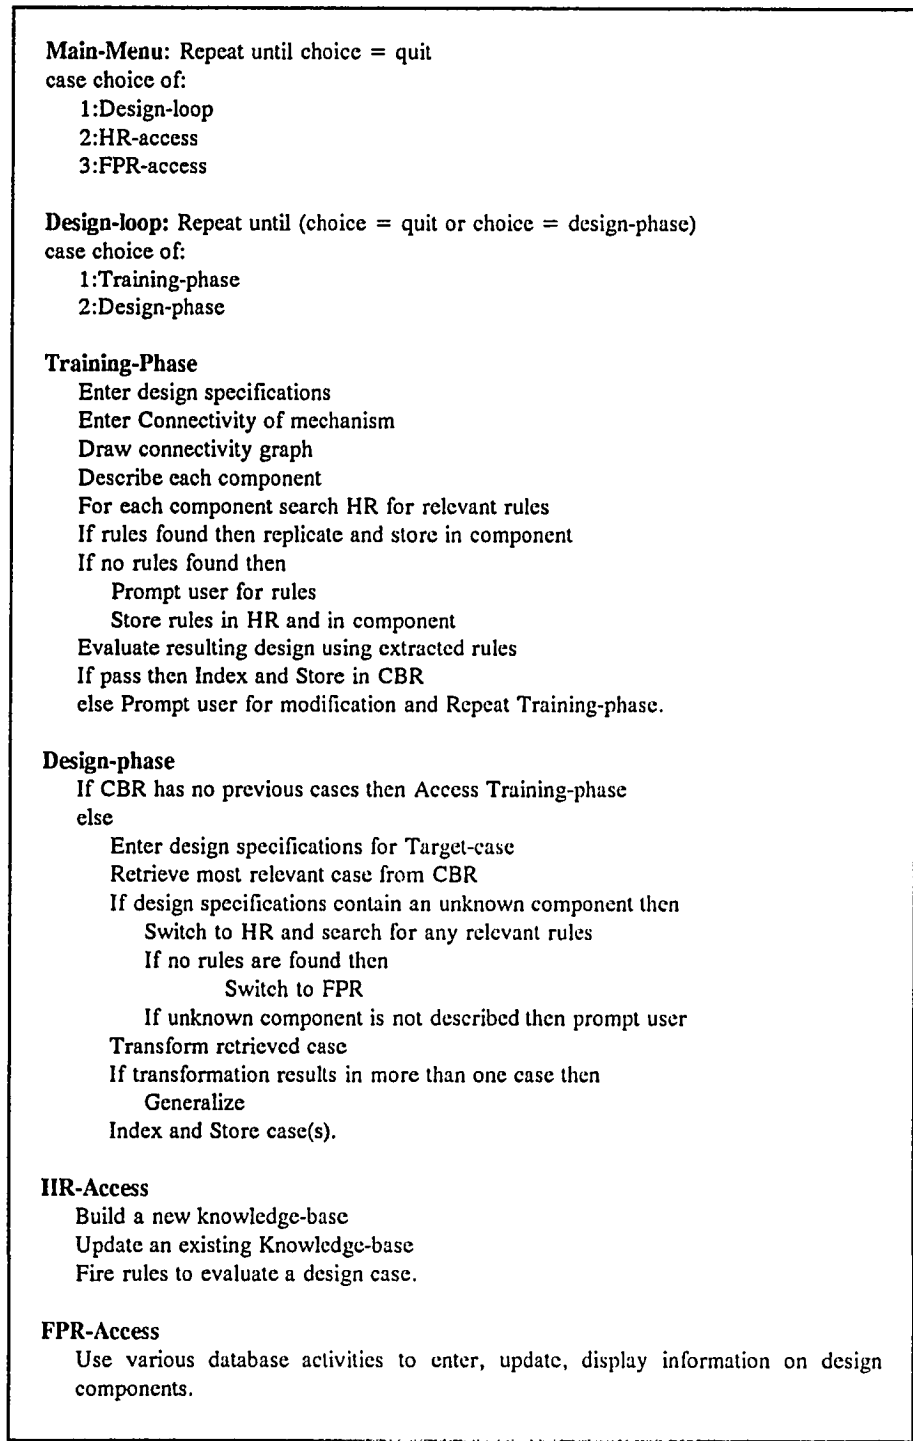 Main-Menu: Repeat until choice = quit
case choice of:
1:Design-loop
2:HR-access
3:FPR-access
Design-loop: Repeat until (choice = quit or choice = design-phase)
case choice of:
1:Training-phase
2:Design-phase
Training-Phase
Enter design specifications
Enter Connectivity of mechanism
Draw connectivity graph
Describe each component
For each component search HR for relevant rules
If rules found then replicate and store in component
If no rules found then
Prompt user for rules
Store rules in HR and in component
Evaluate resulting design using extracted rules
If pass then Index and Store in CBR
else Prompt user for modification and Repeat Training-phase.
Design-phase
If CBR has no previous cases then Access Training-phase
else
Enter design specifications for Target-case
Retrieve most relevant case from CBR
If design specifications contain an unknown component then
Switch to HR and search for any relevant rules
If no rules are found then
Switch to FPR
If unknown component is not described then prompt user
Transform retrieved case
If transformation results in more than one case then
Generalize
Index and Store case(s).
HR-Access
Build a new knowledge-base
Update an existing Knowledge-base
Fire rules to evaluate a design case.
FPR-Access
Use various database activities to enter, update, display information on design
components.